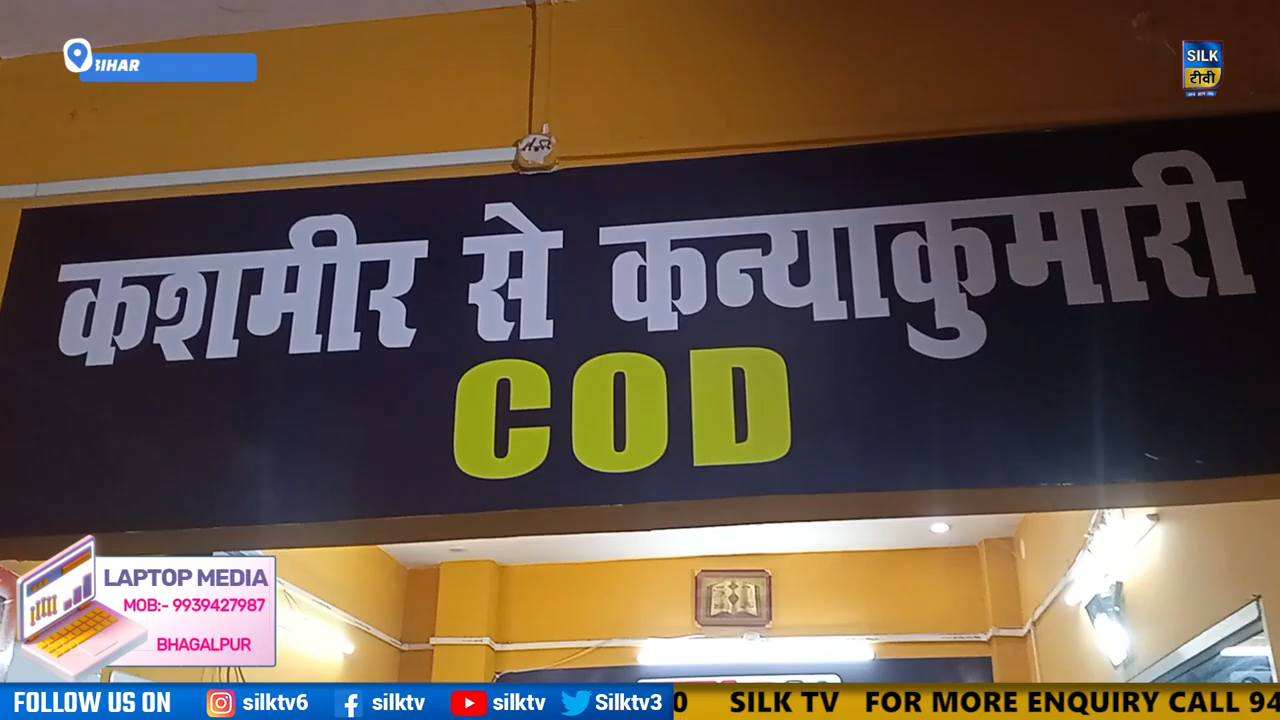 BIHAR
SILK
टीवी
कशमीर से कन्याकुमारी
COD
LAPTOP MEDIA
MOB:- 9939427987
BHAGALPUR
FOLLOW US ON silktv6 silktv silktv Silktv3
0 SILK TV FOR MORE ENQUIRY CALL 94